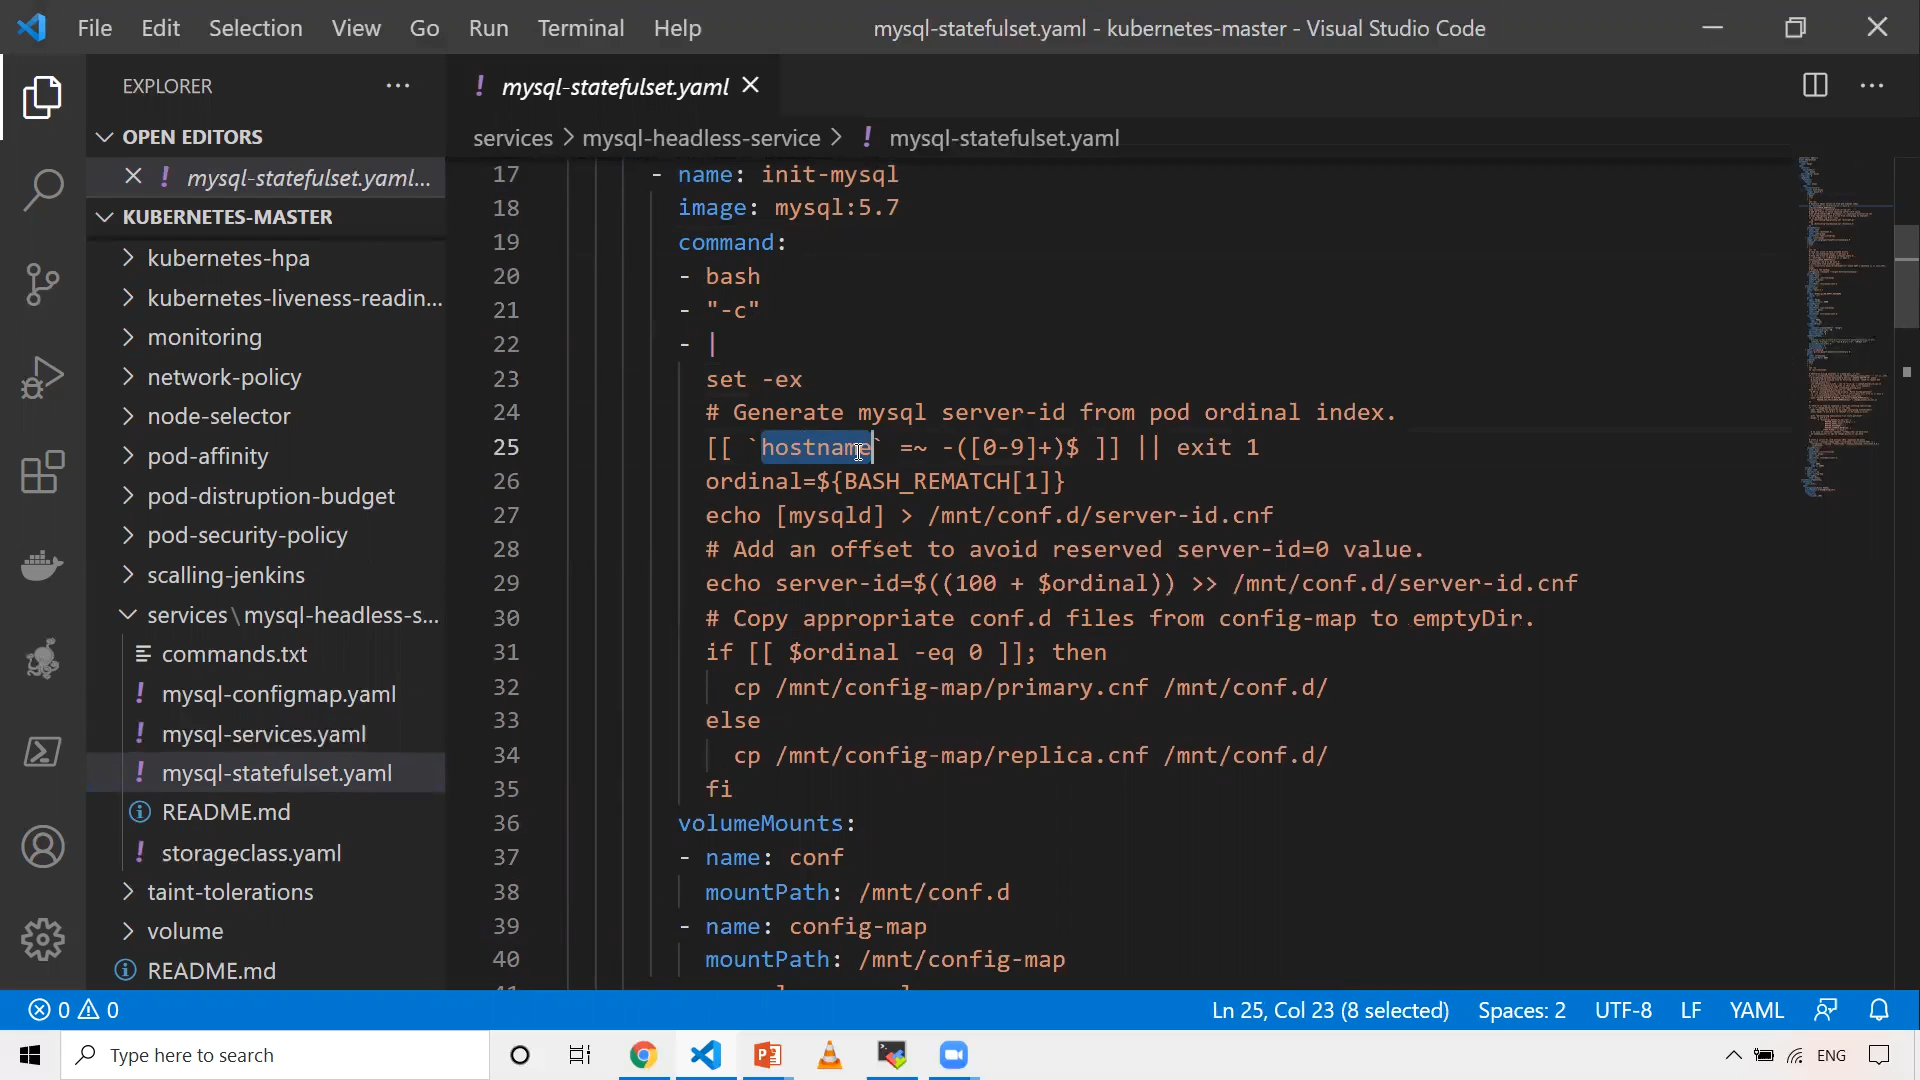 File Edit Selection View Go Run Terminal Help mysql-statefulset.yaml - kubernetes-master - Visual Studio Code
EXPLORER
OPEN EDITORS
mysql-statefulset.yaml...
KUBERNETES-MASTER
kubernetes-hpa
kubernetes-liveness-readin...
monitoring
network-policy
node-selector
pod-affinity
pod-distruption-budget
pod-security-policy
scalling-jenkins
services\mysql-headless-s...
commands.txt
mysql-configmap.yaml
mysql-services.yaml
mysql-statefulset.yaml
README.md
storageclass.yaml
taint-tolerations
volume
README.md
mysql-statefulset.yaml
services > mysql-headless-service > ! mysql-statefulset.yaml
17 - name: init-mysql
18 image: mysql:5.7
19 command:
20 - bash
21 - "-c"
22 - |
23 set -ex
24 # Generate mysql server-id from pod ordinal index.
25 [[ `hostname` =~ -([0-9]+)$ ]] || exit 1
26 ordinal=${BASH_REMATCH[1]}
27 echo [mysqld] > /mnt/conf.d/server-id.cnf
28 # Add an offset to avoid reserved server-id=0 value.
29 echo server-id=$((100 + $ordinal)) >> /mnt/conf.d/server-id.cnf
30 # Copy appropriate conf.d files from config-map to emptyDir.
31 if [[ $ordinal -eq 0 ]]; then
32 cp /mnt/config-map/primary.cnf /mnt/conf.d/
33 else
34 cp /mnt/config-map/replica.cnf /mnt/conf.d/
35 fi
36 volumeMounts:
37 - name: conf
38 mountPath: /mnt/conf.d
39 - name: config-map
40 mountPath: /mnt/config-map
0 0 Ln 25, Col 23 (8 selected) Spaces: 2 UTF-8 LF YAML
Type here to search
ENG